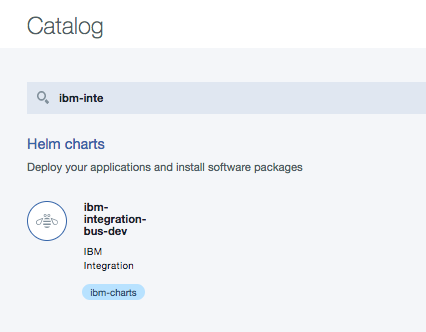 Catalog
ibm-inte
Helm charts
Deploy your applications and install software packages
ibm-
integration-
bus-dev
IBM
Integration
ibm-charts